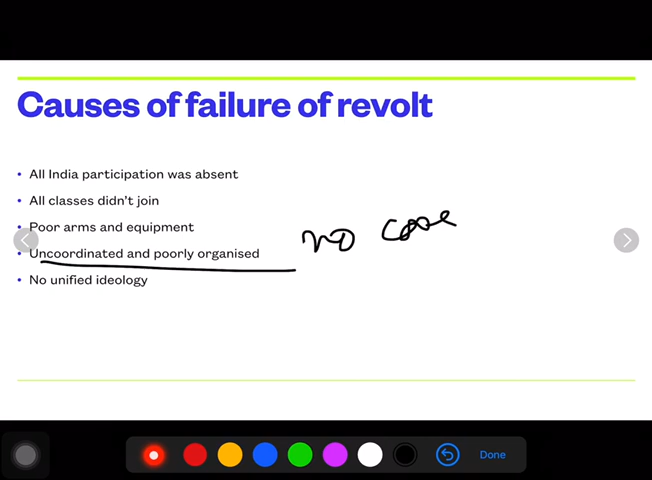 Causes of failure of revolt
• All India participation was absent
• All classes didn't join
• Poor arms and equipment
• Uncoordinated and poorly organised
no
• No unified ideology
Done